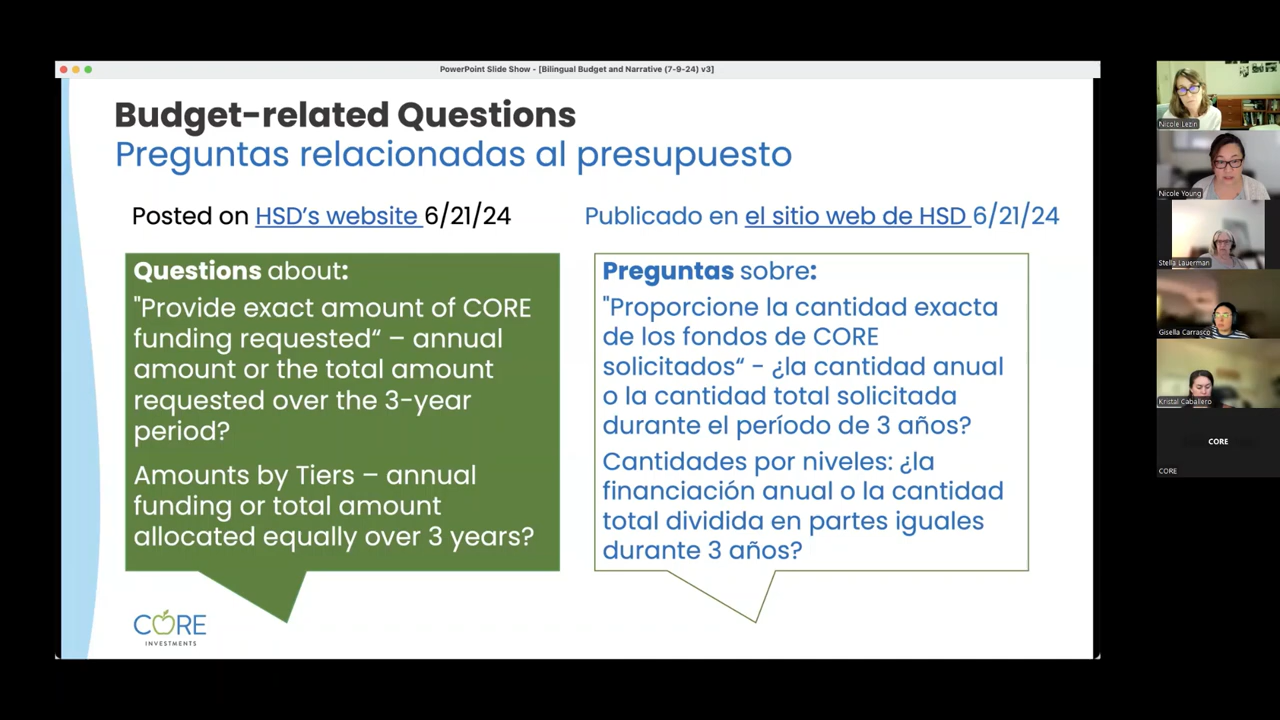 PowerPoint Slide Show - [Bilingual Budget and Narrative (7-9-24) v3]
Budget-related Questions
Preguntas relacionadas al presupuesto
Posted on HSD's website 6/21/24
Questions about:
"Provide exact amount of CORE
funding requested“ – annual
amount or the total amount
requested over the 3-year
period?
Amounts by Tiers – annual
funding or total amount
allocated equally over 3 years?
Publicado en el sitio web de HSD 6/21/24
Preguntas sobre:
"Proporcione la cantidad exacta
de los fondos de CORE
solicitados“ - ¿la cantidad anual
o la cantidad total solicitada
durante el período de 3 años?
Cantidades por niveles: ¿la
financiación anual o la cantidad
total dividida en partes iguales
durante 3 años?
CORE
INVESTMENTS
Nicole Lezin
Nicole Young
Stella Lauerman
Gisella Carrasco
Kristal Caballero
CORE
CORE